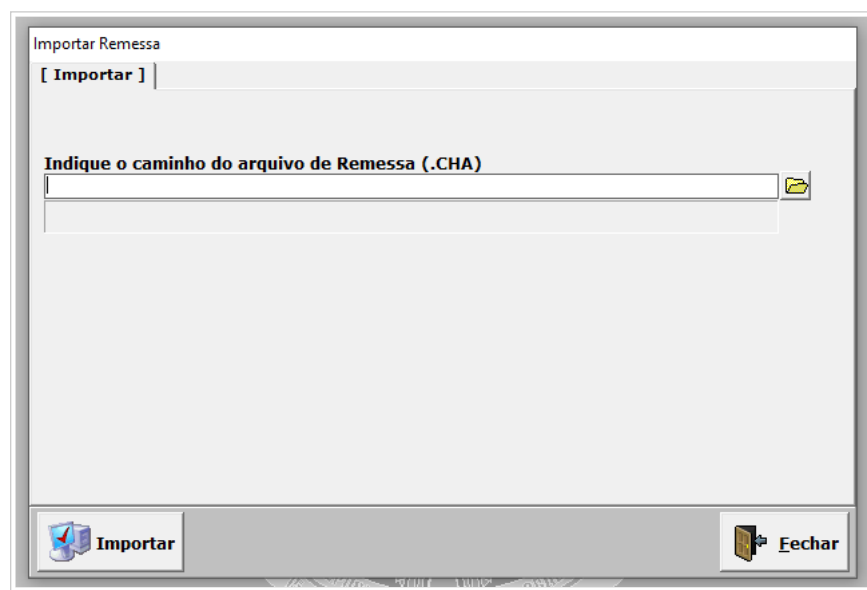 Importar Remessa
[ Importar ]
Indique o caminho do arquivo de Remessa (.CHA)
Importar
Fechar